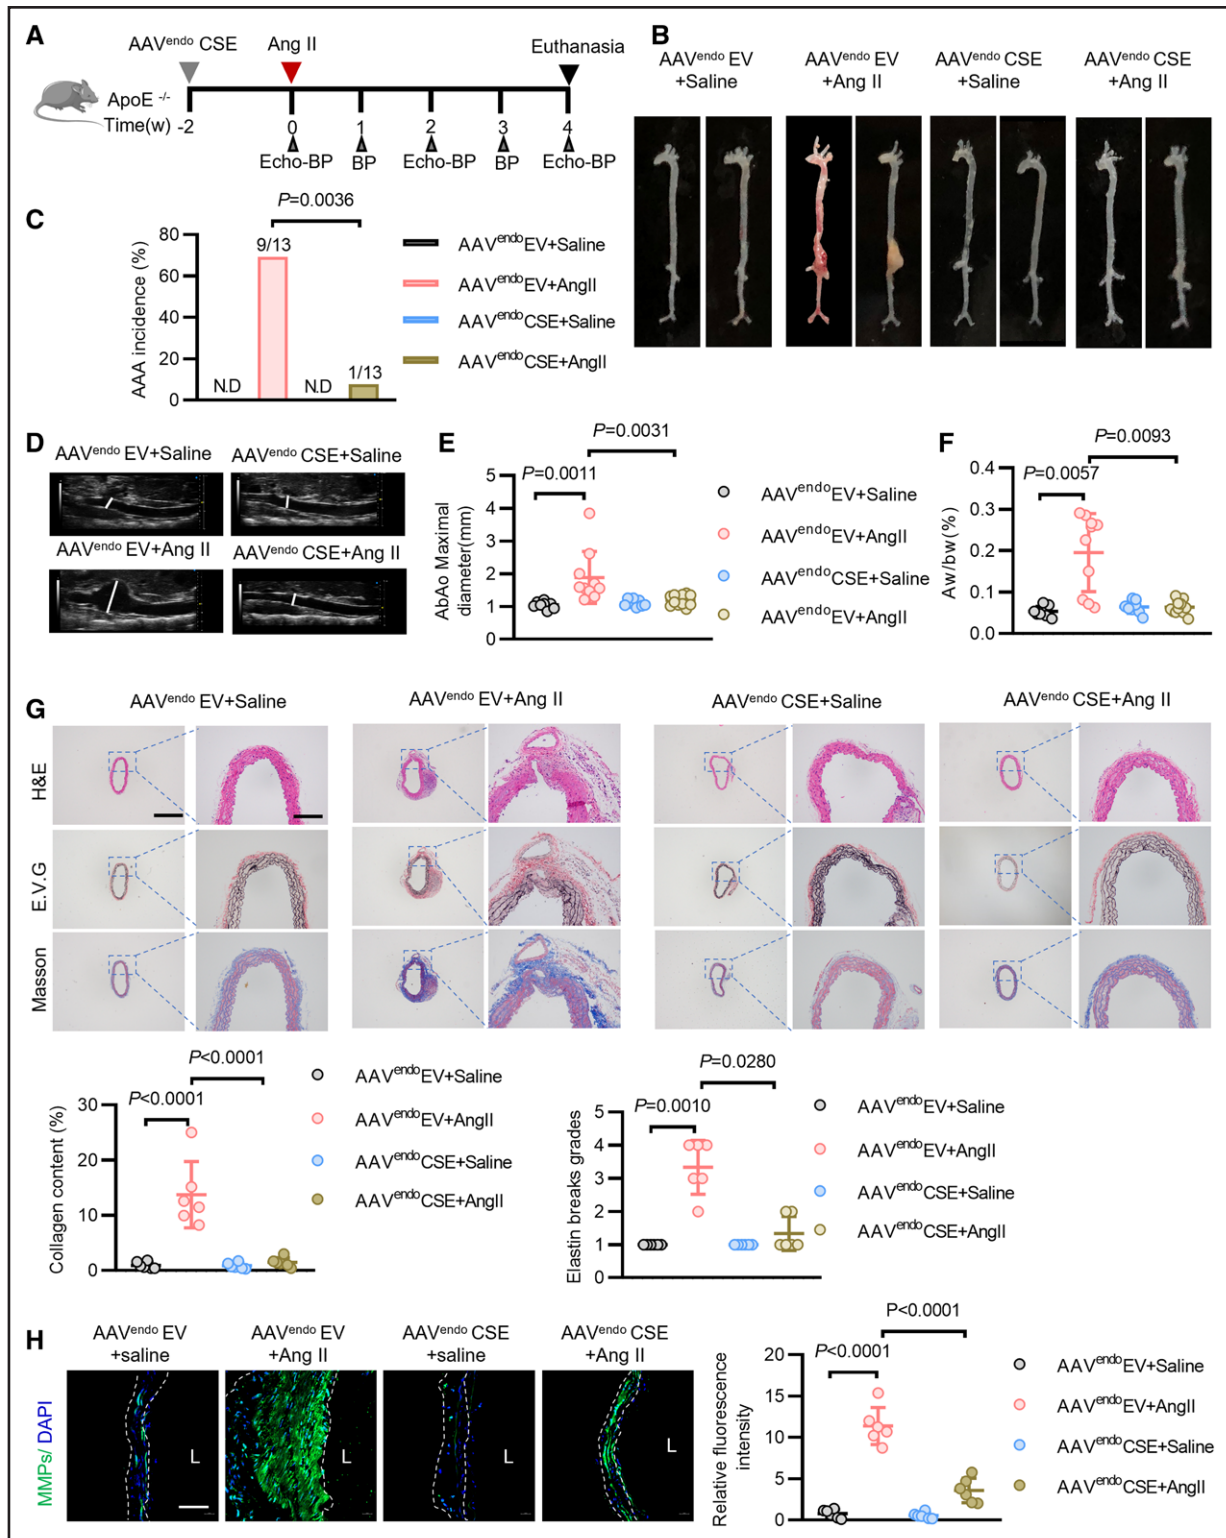 A
AAVendo CSE
Ang II
Euthanasia
ApoE -/-
Time(w)
-2 0 1 2 3 4
Echo-BP BP Echo-BP BP Echo-BP
B
AAVendo EV
+Saline
AAVendo EV
+Ang II
AAVendo CSE
+Saline
AAVendo CSE
+Ang II
C
P=0.0036
AAA incidence (%)
80
60
40
20
0
N.D
9/13
N.D
1/13
AAVendoEV+Saline
AAVendoEV+AngII
AAVendoCSE+Saline
AAVendoCSE+AngII
D
AAVendo EV+Saline
AAVendo CSE+Saline
AAVendo EV+Ang II
AAVendo CSE+Ang II
E
P=0.0031
P=0.0011
AbAo Maximal
diameter(mm)
5
4
3
2
1
0
AAVendoEV+Saline
AAVendoEV+AngII
AAVendoCSE+Saline
AAVendoEV+AngII
F
P=0.0093
P=0.0057
Aw/bw(%)
0.4
0.3
0.2
0.1
0.0
G
AAVendo EV+Saline
AAVendo EV+Ang II
AAVendo CSE+Saline
AAVendo CSE+Ang II
H&E
E.V.G
Masson
P<0.0001
P<0.0001
Collagen content (%)
30
20
10
0
AAVendoEV+Saline
AAVendoEV+AngII
AAVendoCSE+Saline
AAVendoCSE+AngII
P=0.0280
P=0.0010
Elastin breaks grades
5
4
3
2
1
0
AAVendoEV+Saline
AAVendoEV+AngII
AAVendoCSE+Saline
AAVendoCSE+AngII
H
AAVendo EV
+saline
AAVendo EV
+Ang II
AAVendo CSE
+saline
AAVendo CSE
+Ang II
MMPs/ DAPI
L
L
L
L
P<0.0001
P<0.0001
Relative fluorescence
intensity
20
15
10
5
0
AAVendoEV+Saline
AAVendoEV+AngII
AAVendoCSE+Saline
AAVendoCSE+AngII